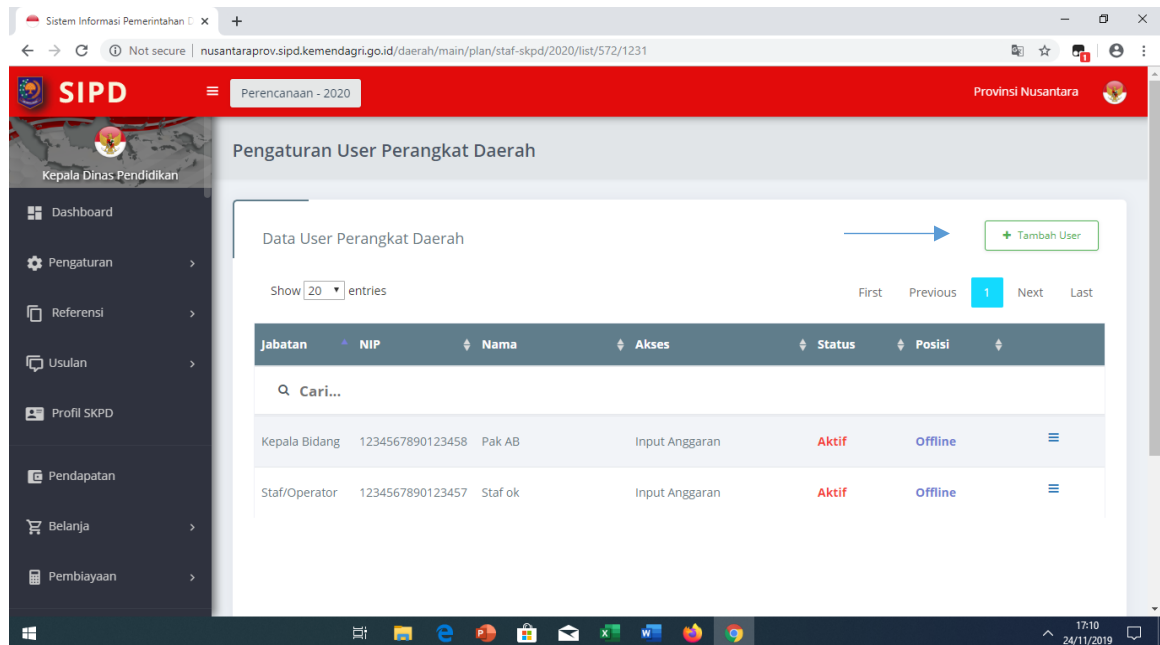 Sistem Informasi Pemerintahan D
Not secure | nusantaraprov.sipd.kemendagri.go.id/daerah/main/plan/staf-skpd/2020/list/572/1231
1
SIPD
Perencanaan - 2020
Provinsi Nusantara
Kepala Dinas Pendidikan
Pengaturan User Perangkat Daerah
Dashboard
Pengaturan
Referensi
Usulan
Profil SKPD
Pendapatan
Belanja
Pembiayaan
Data User Perangkat Daerah
+ Tambah User
Show 20 entries
First Previous 1 Next Last
Jabatan NIP Nama Akses Status Posisi
Cari...
Kepala Bidang 1234567890123458 Pak AB Input Anggaran Aktif Offline
Staf/Operator 1234567890123457 Staf ok Input Anggaran Aktif Offline
17:10
24/11/2019